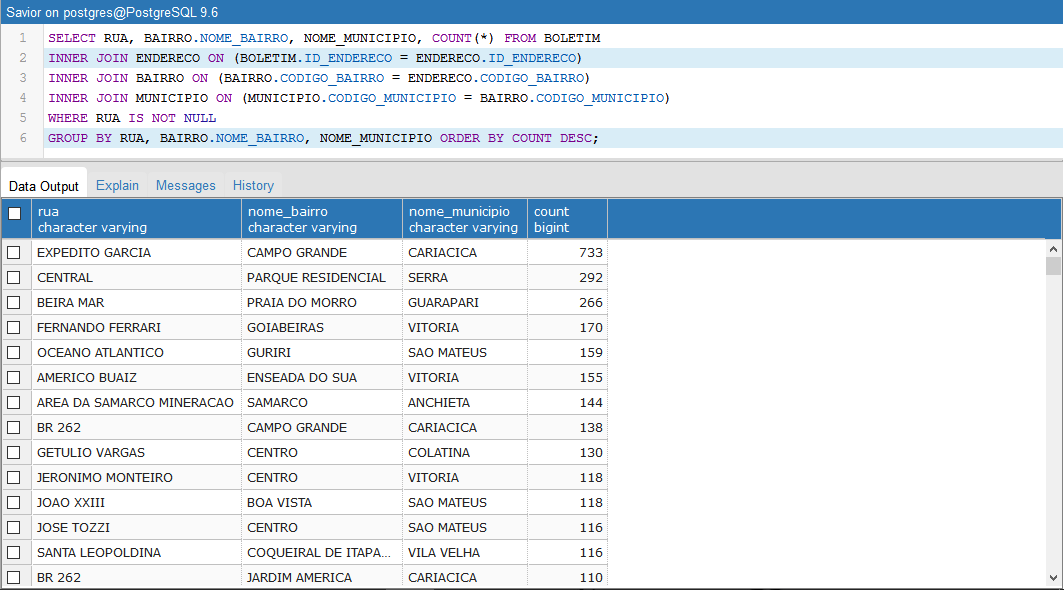 Savior on postgres@PostgreSQL 9.6
1 SELECT RUA, BAIRRO.NOME_BAIRRO, NOME_MUNICIPIO, COUNT(*) FROM BOLETIM
2 INNER JOIN ENDERECO ON (BOLETIM.ID_ENDERECO = ENDERECO.ID_ENDERECO)
3 INNER JOIN BAIRRO ON (BAIRRO.CODIGO_BAIRRO = ENDERECO.CODIGO_BAIRRO)
4 INNER JOIN MUNICIPIO ON (MUNICIPIO.CODIGO_MUNICIPIO = BAIRRO.CODIGO_MUNICIPIO)
5 WHERE RUA IS NOT NULL
6 GROUP BY RUA, BAIRRO.NOME_BAIRRO, NOME_MUNICIPIO ORDER BY COUNT DESC;
Data Output Explain Messages History
rua nome_bairro nome_municipio count
character varying character varying character varying bigint
EXPEDITO GARCIA CAMPO GRANDE CARIACICA 733
CENTRAL PARQUE RESIDENCIAL SERRA 292
BEIRA MAR PRAIA DO MORRO GUARAPARI 266
FERNANDO FERRARI GOIABEIRAS VITORIA 170
OCEANO ATLANTICO GURIRI SAO MATEUS 159
AMERICO BUAIZ ENSEADA DO SUA VITORIA 155
AREA DA SAMARCO MINERACAO SAMARCO ANCHIETA 144
BR 262 CAMPO GRANDE CARIACICA 138
GETULIO VARGAS CENTRO COLATINA 130
JERONIMO MONTEIRO CENTRO VITORIA 118
JOAO XXIII BOA VISTA SAO MATEUS 118
JOSE TOZZI CENTRO SAO MATEUS 116
SANTA LEOPOLDINA COQUEIRAL DE ITAPA... VILA VELHA 116
BR 262 JARDIM AMERICA CARIACICA 110